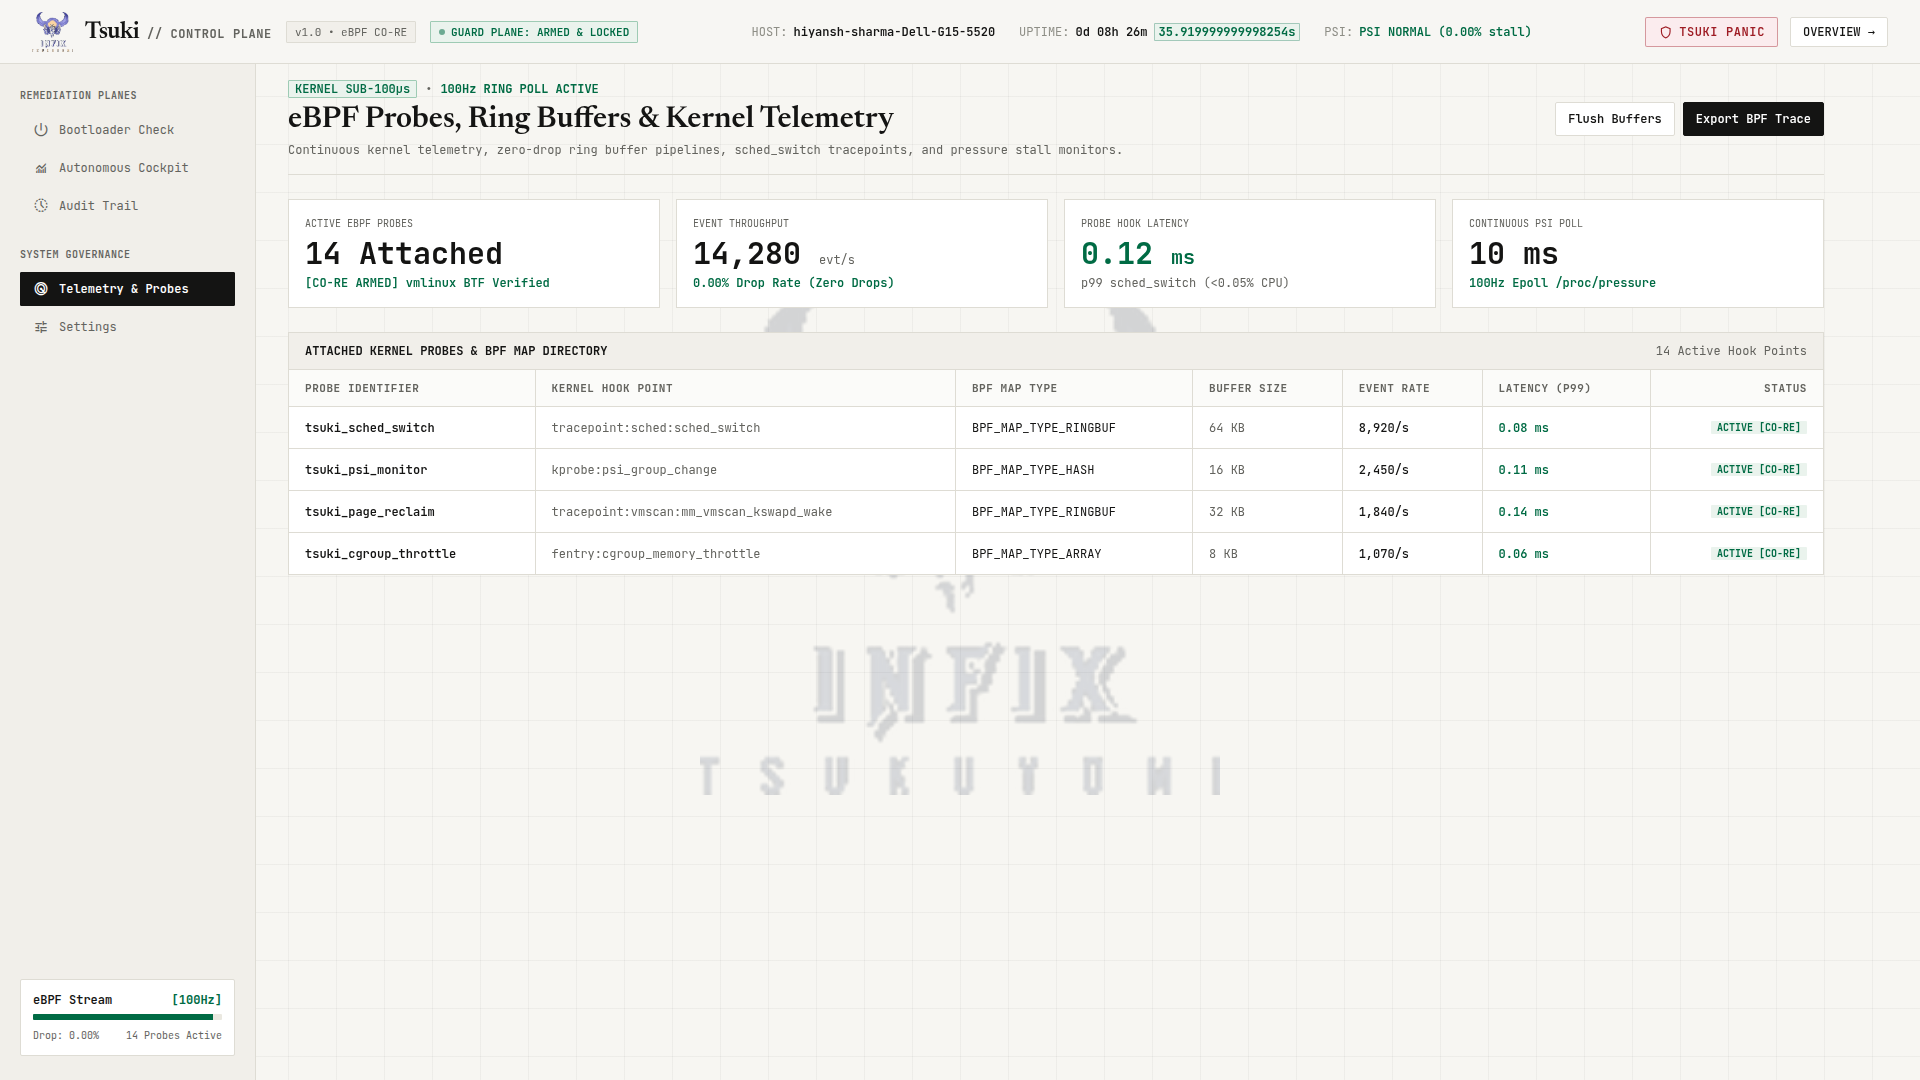 Tsuki // CONTROL PLANE
v1.0 • eBPF CO-RE
GUARD PLANE: ARMED & LOCKED
HOST: hiyansh-sharma-Dell-G15-5520
UPTIME: 0d 08h 26m 35.919999999998254s
PSI: PSI NORMAL (0.00% stall)
TSUKI PANIC
OVERVIEW →
INFIX
REMEDIATION PLANES
Bootloader Check
Autonomous Cockpit
Audit Trail
SYSTEM GOVERNANCE
Telemetry & Probes
Settings
eBPF Stream [100Hz]
Drop: 0.00% 14 Probes Active
KERNEL SUB-100µs • 100Hz RING POLL ACTIVE
eBPF Probes, Ring Buffers & Kernel Telemetry
Continuous kernel telemetry, zero-drop ring buffer pipelines, sched_switch tracepoints, and pressure stall monitors.
Flush Buffers
Export BPF Trace
ACTIVE EBPF PROBES
14 Attached
[CO-RE ARMED] vmlinux BTF Verified
EVENT THROUGHPUT
14,280 evt/s
0.00% Drop Rate (Zero Drops)
PROBE HOOK LATENCY
0.12 ms
p99 sched_switch (<0.05% CPU)
CONTINUOUS PSI POLL
10 ms
100Hz Epoll /proc/pressure
ATTACHED KERNEL PROBES & BPF MAP DIRECTORY 14 Active Hook Points
PROBE IDENTIFIER KERNEL HOOK POINT BPF MAP TYPE BUFFER SIZE EVENT RATE LATENCY (P99) STATUS
tsuki_sched_switch tracepoint:sched:sched_switch BPF_MAP_TYPE_RINGBUF 64 KB 8,920/s 0.08 ms ACTIVE [CO-RE]
tsuki_psi_monitor kprobe:psi_group_change BPF_MAP_TYPE_HASH 16 KB 2,450/s 0.11 ms ACTIVE [CO-RE]
tsuki_page_reclaim tracepoint:vmscan:mm_vmscan_kswapd_wake BPF_MAP_TYPE_RINGBUF 32 KB 1,840/s 0.14 ms ACTIVE [CO-RE]
tsuki_cgroup_throttle fentry:cgroup_memory_throttle BPF_MAP_TYPE_ARRAY 8 KB 1,070/s 0.06 ms ACTIVE [CO-RE]
INFIX
TSUKUYOMI